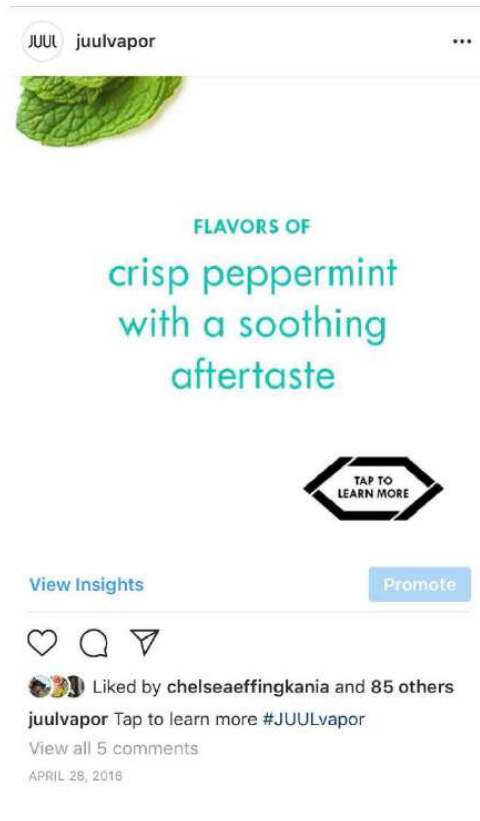 JUUL juulvapor
FLAVORS OF
crisp peppermint
with a soothing
aftertaste
TAP TO
LEARN MORE
View Insights Promote
Liked by chelseaeffingkania and 85 others
juulvapor Tap to learn more #JUULvapor
View all 5 comments
APRIL 28, 2016